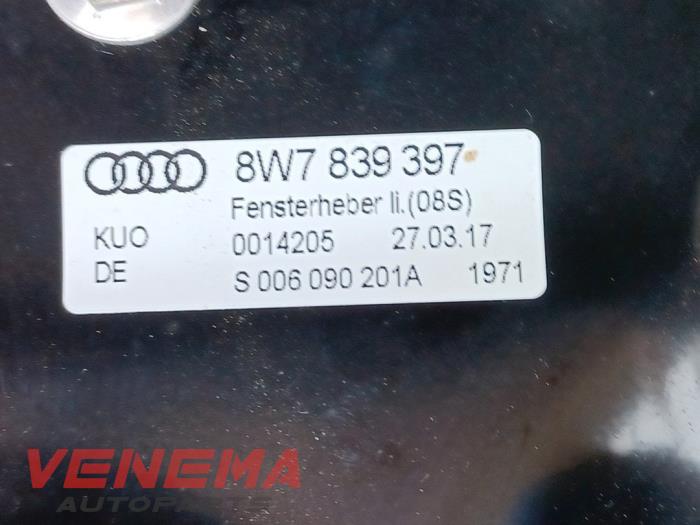 8W7 839 397
Fensterheber li.(08S)
KUO 0014205 27.03.17
DE S 006 090 201A 1971
VENEMA
AUTOPARTS